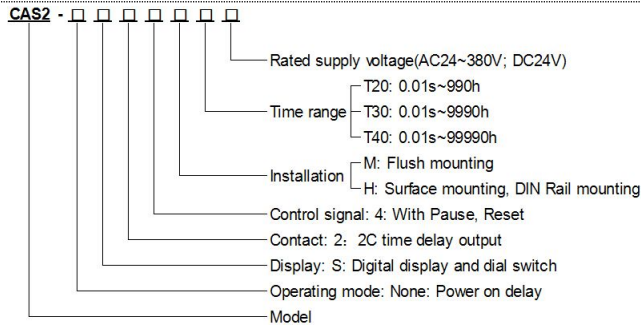 CAS2 - □ □ □ □ □ □ □
Rated supply voltage(AC24~380V; DC24V)
T20: 0.01s~990h
Time range
T30: 0.01s~9990h
T40: 0.01s~99990h
M: Flush mounting
Installation
H: Surface mounting, DIN Rail mounting
Control signal: 4: With Pause, Reset
Contact: 2：2C time delay output
Display: S: Digital display and dial switch
Operating mode: None: Power on delay
Model